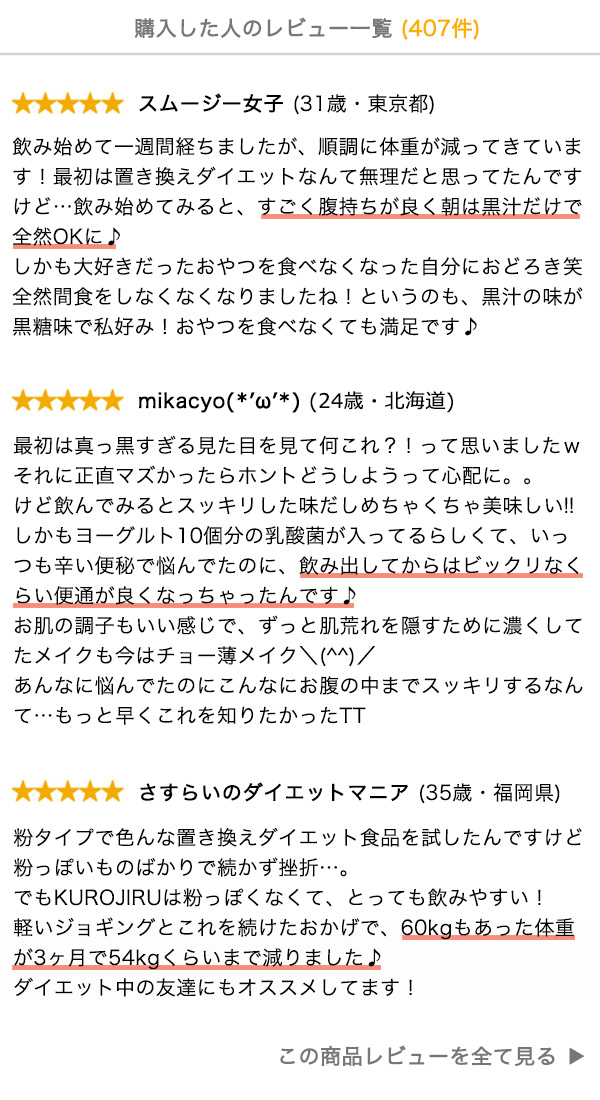 購入した人のレビュー一覧 (407件)
★★★★★ スムージー女子 (31歳・東京都)
飲み始めて一週間経ちましたが、順調に体重が減ってきていま
す！最初は置き換えダイエットなんて無理だと思ってたんです
けど…飲み始めてみると、すごく腹持ちが良く朝は黒汁だけで
全然OKに♪
しかも大好きだったおやつを食べなくなった自分におどろき笑
全然間食をしなくなくなりましたね！というのも、黒汁の味が
黒糖味で私好み！おやつを食べなくても満足です♪
★★★★★ mikacyo(*’ω’*) (24歳・北海道)
最初は真っ黒すぎる見た目を見て何これ？！って思いましたｗ
それに正直マズかったらホントどうしようって心配に。。
けど飲んでみるとスッキリした味だしめちゃくちゃ美味しい!!
しかもヨーグルト10個分の乳酸菌が入ってるらしくて、いっ
つも辛い便秘で悩んでたのに、飲み出してからはビックリなく
らい便通が良くなっちゃったんです♪
お肌の調子もいい感じで、ずっと肌荒れを隠すために濃くして
たメイクも今はチョー薄メイク＼(^^)／
あんなに悩んでたのにこんなにお腹の中までスッキリするなん
て…もっと早くこれを知りたかったTT
★★★★★ さすらいのダイエットマニア (35歳・福岡県)
粉タイプで色んな置き換えダイエット食品を試したんですけど
粉っぽいものばかりで続かず挫折…。
でもKUROJIRUは粉っぽくなくて、とっても飲みやすい！
軽いジョギングとこれを続けたおかげで、60kgもあった体重
が3ヶ月で54kgくらいまで減りました♪
ダイエット中の友達にもオススメしてます！
この商品レビューを全て見る ▶